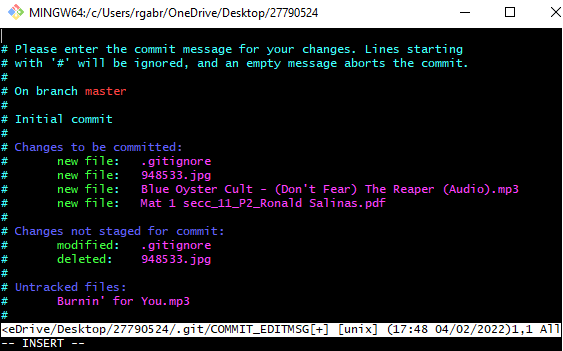 MINGW64:/c/Users/rgabr/OneDrive/Desktop/27790524
# Please enter the commit message for your changes. Lines starting
# with '#' will be ignored, and an empty message aborts the commit.
#
# On branch master
#
# Initial commit
#
# Changes to be committed:
#       new file:   .gitignore
#       new file:   948533.jpg
#       new file:   Blue Oyster Cult - (Don't Fear) The Reaper (Audio).mp3
#       new file:   Mat 1 secc_11_P2_Ronald Salinas.pdf
#
# Changes not staged for commit:
#       modified:   .gitignore
#       deleted:    948533.jpg
#
# Untracked files:
#       Burnin' for You.mp3
#
<eDrive/Desktop/27790524/.git/COMMIT_EDITMSG[+] [unix] (17:48 04/02/2022)1,1 All
-- INSERT --